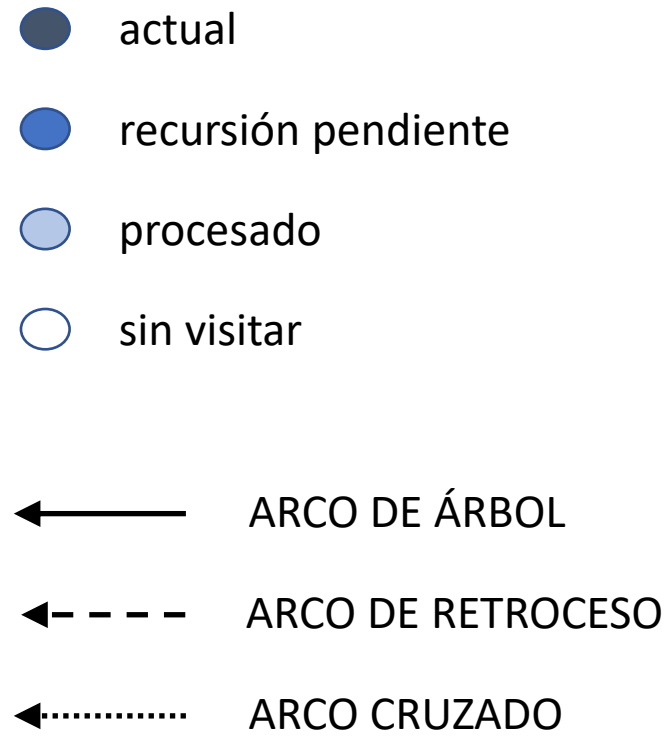 actual
recursión pendiente
procesado
sin visitar
ARCO DE ÁRBOL
ARCO DE RETROCESO
ARCO CRUZADO